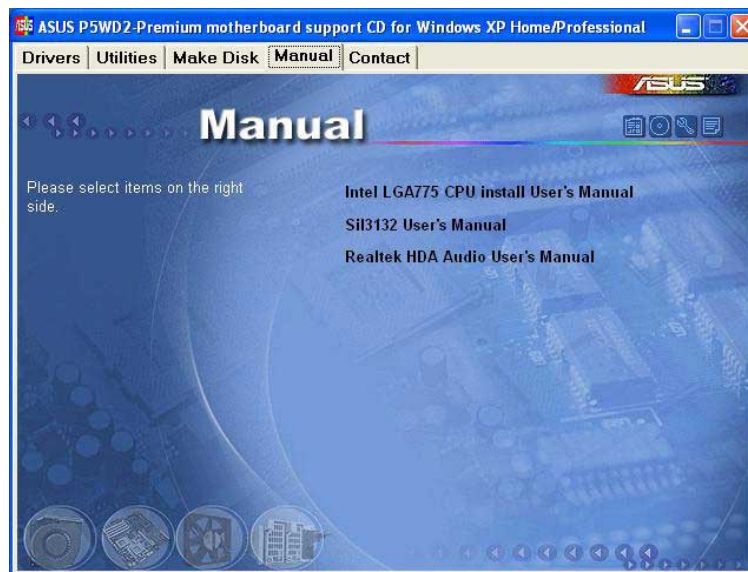 ASUS P5WD2-Premium motherboard support CD for Windows XP Home/Professional
Drivers Utilities Make Disk Manual Contact
ASUS
Manual
Please select items on the right
side.
Intel LGA775 CPU install User's Manual
SiI3132 User's Manual
Realtek HDA Audio User's Manual